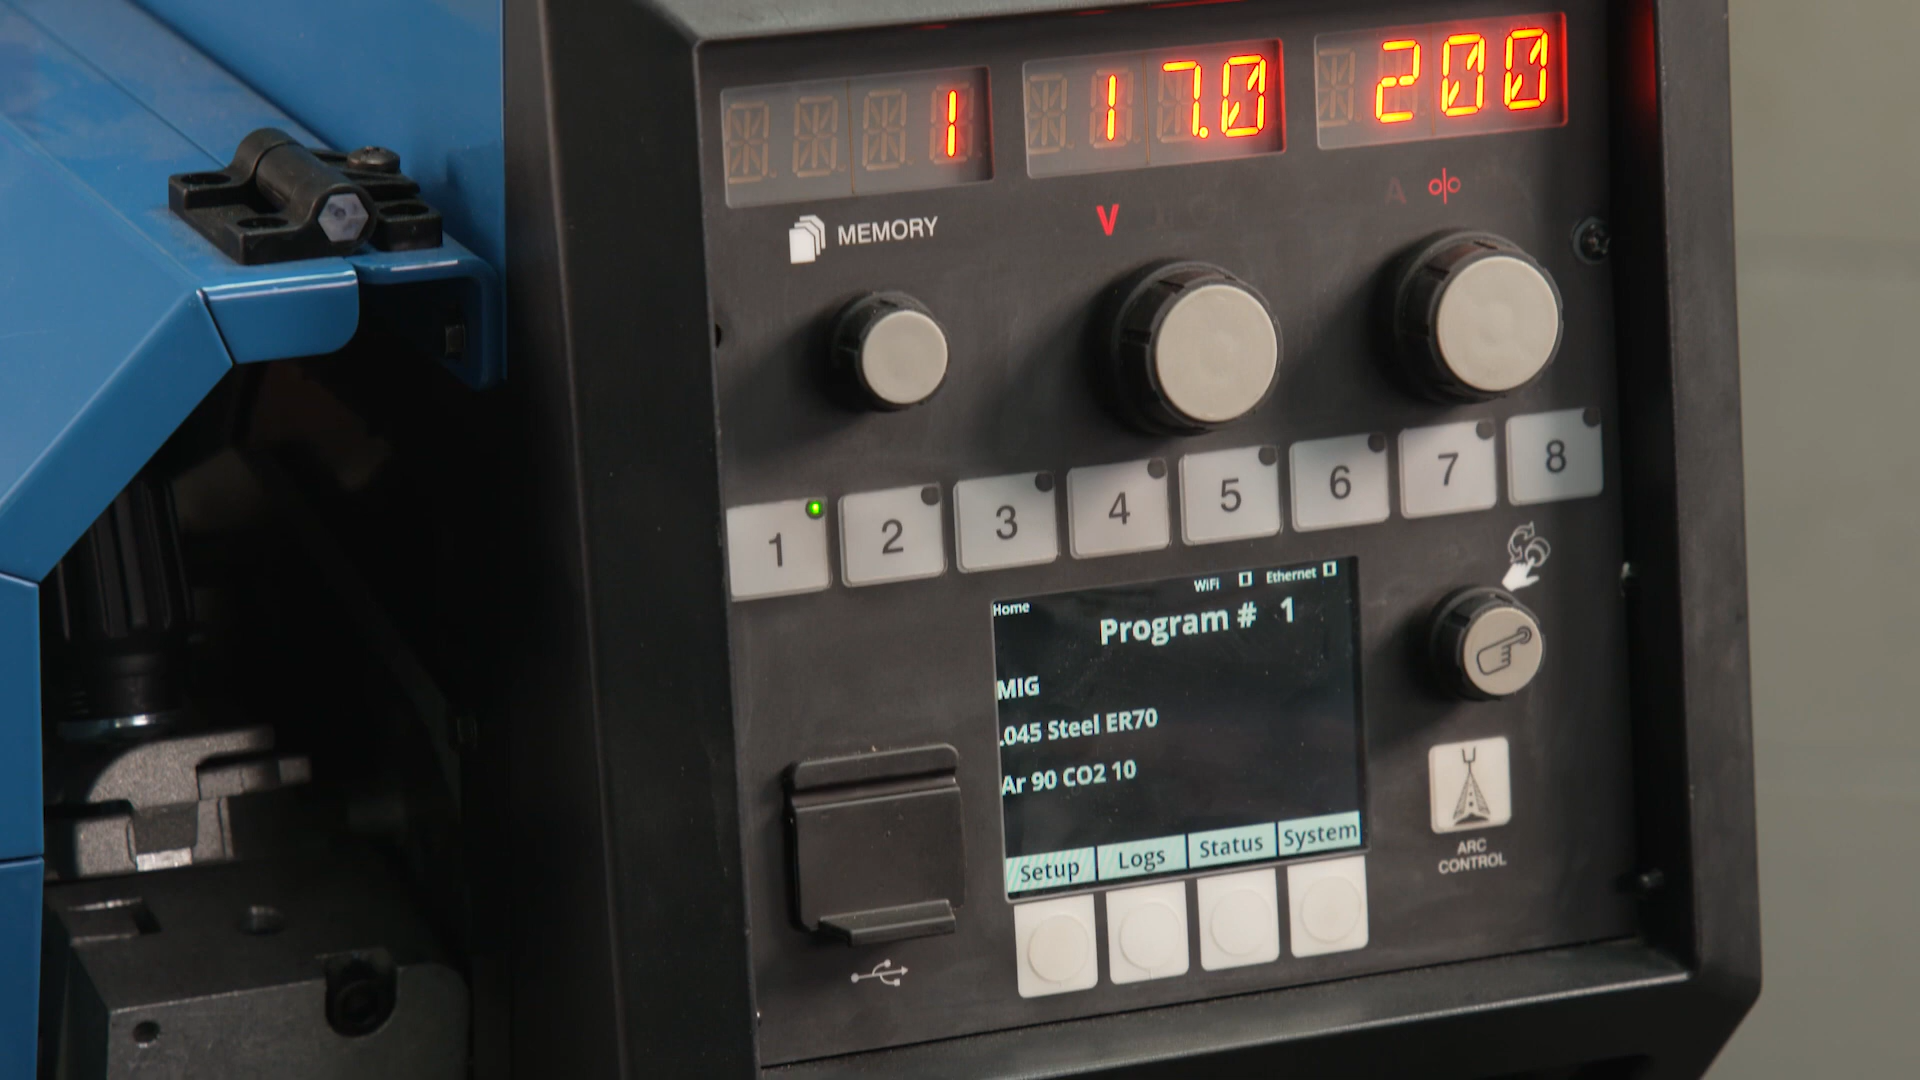 1
17.0
200
MEMORY
V
A
1
2
3
4
5
6
7
8
WiFi
Ethernet
Home
Program # 1
MIG
.045 Steel ER70
Ar 90 CO2 10
Setup
Logs
Status
System
ARC
CONTROL